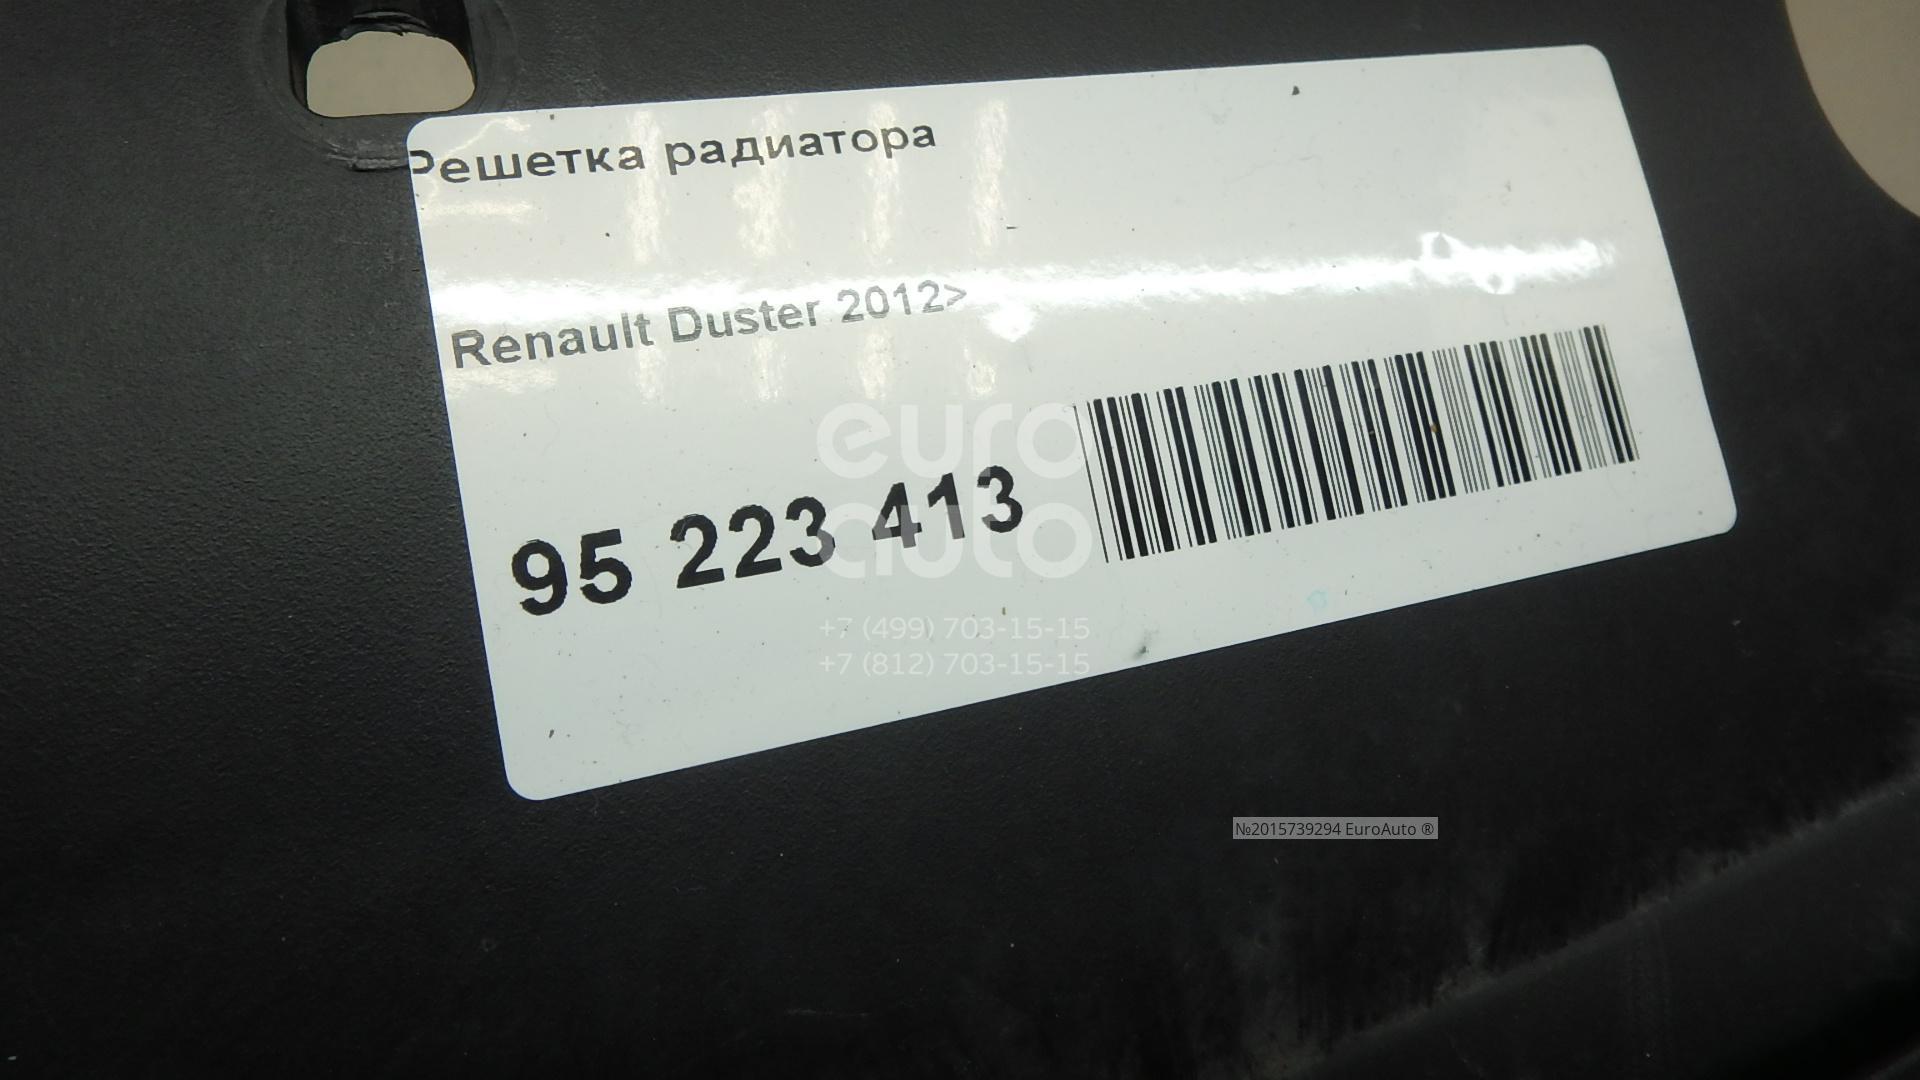 Решетка радиатора
Renault Duster 2012>
95 223 413
euro
auto
+7 (499) 703-15-15
+7 (812) 703-15-15
№2015739294 EuroAuto ®